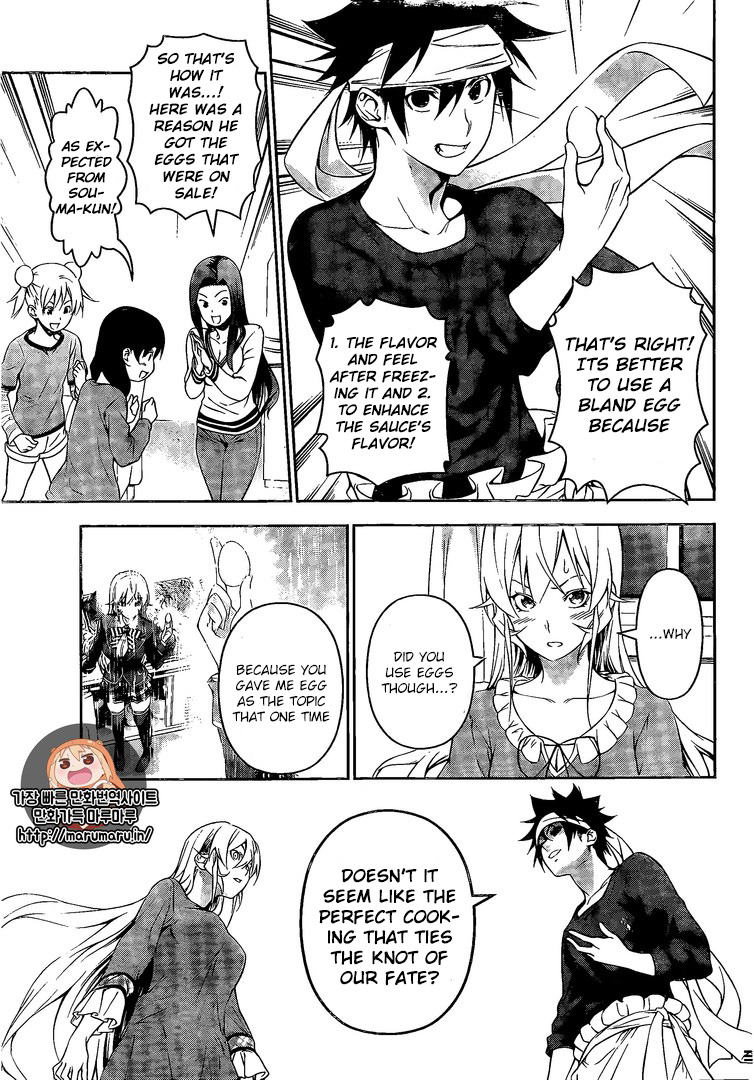 THAT'S RIGHT!
ITS BETTER
TO USE A
BLAND EGG
BECAUSE
1. THE FLAVOR
AND FEEL
AFTER FREEZ-
ING IT AND 2.
TO ENHANCE
THE SAUCE'S
FLAVOR!
SO THAT'S
HOW IT
WAS...!
HERE WAS A
REASON HE
GOT THE
EGGS THAT
WERE ON
SALE!
AS EX-
PECTED
FROM
SOU-
MA-KUN!
...WHY
DID YOU
USE EGGS
THOUGH...?
BECAUSE YOU
GAVE ME EGG
AS THE TOPIC
THAT ONE TIME
가장 빠른 만화번역사이트
만화가득 마루마루
http://marumaru.in/
DOESN'T IT
SEEM LIKE THE
PERFECT COOK-
ING THAT TIES
THE KNOT OF
OUR FATE?